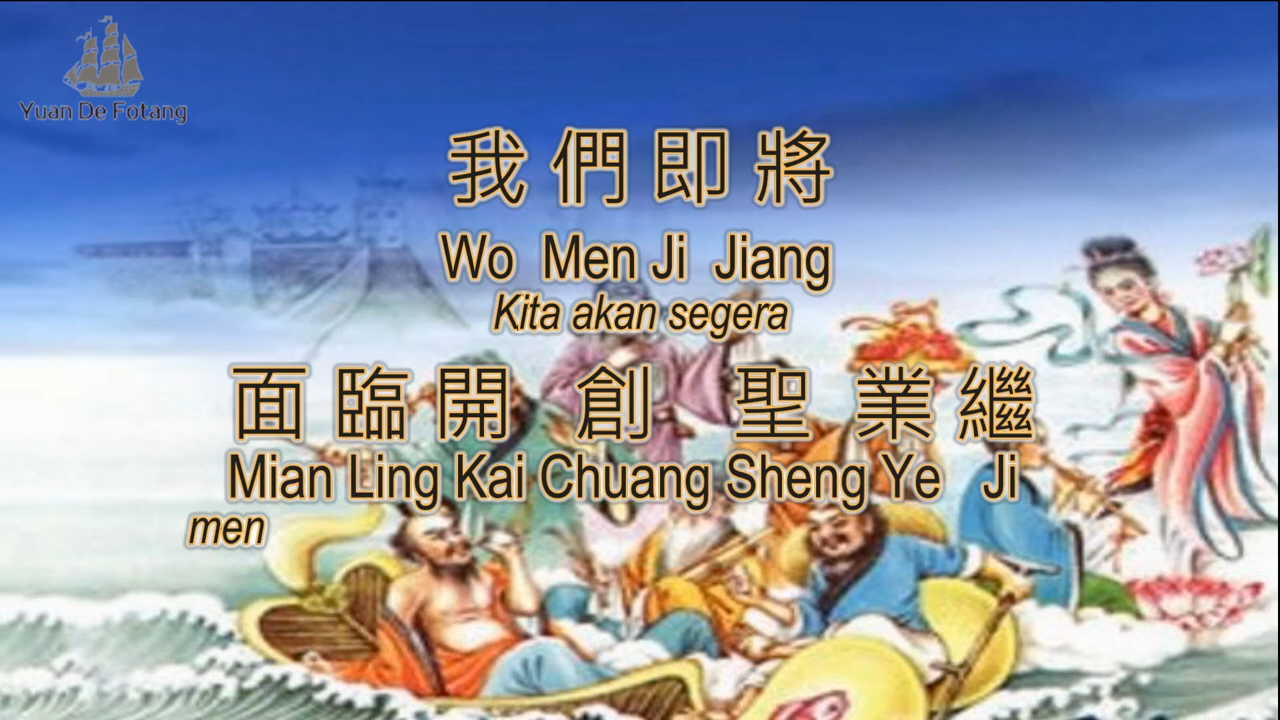 Yuan De Fotang
我 們 即 將
Wo Men Ji Jiang
Kita akan segera
面 臨 開 創 聖 業 繼
Mian Ling Kai Chuang Sheng Ye Ji
men